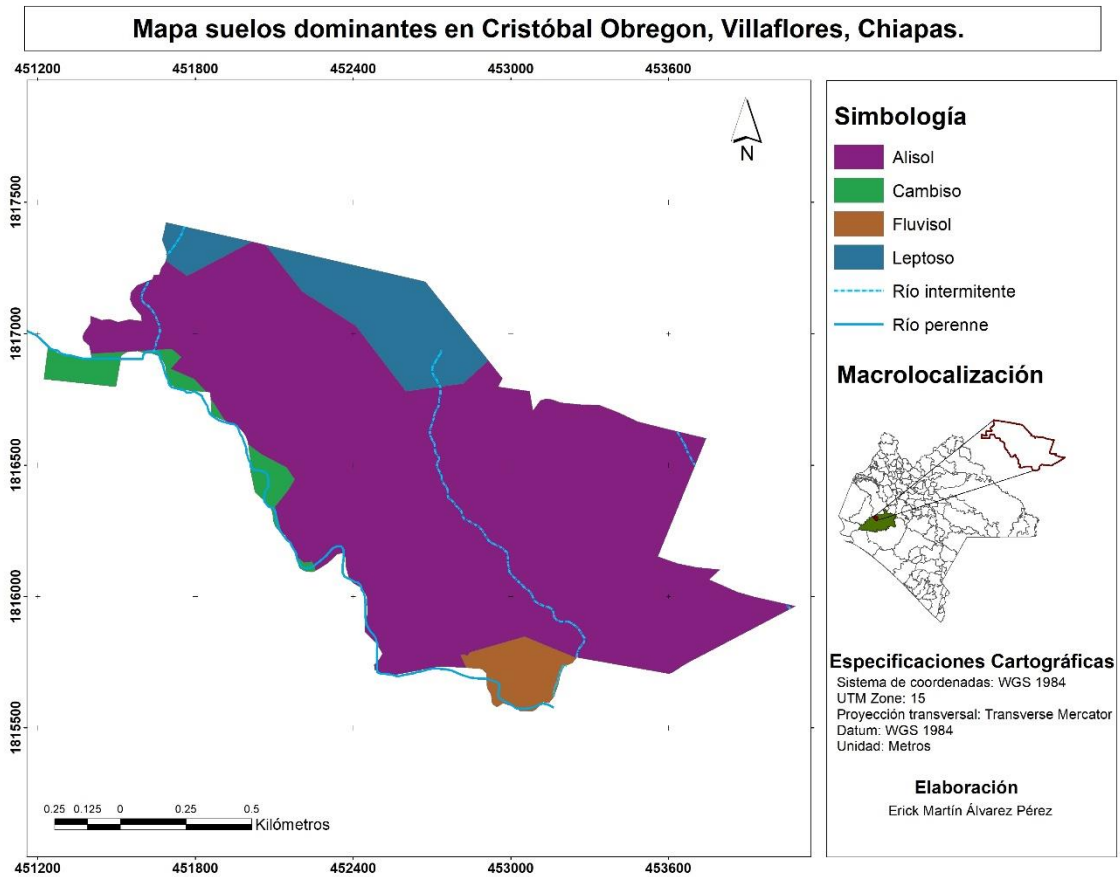 Mapa suelos dominantes en Cristóbal Obregon, Villaflores, Chiapas.
451200 451800 452400 453000 453600
1817500
1817000
1816500
1816000
1815500
N
0.25 0.125 0 0.25 0.5
Kilómetros
451200 451800 452400 453000 453600
Simbología
Alisol
Cambiso
Fluvisol
Leptoso
Río intermitente
Río perenne
Macrolocalización
Especificaciones Cartográficas
Sistema de coordenadas: WGS 1984
UTM Zone: 15
Proyección transversal: Transverse Mercator
Datum: WGS 1984
Unidad: Metros
Elaboración
Erick Martín Álvarez Pérez